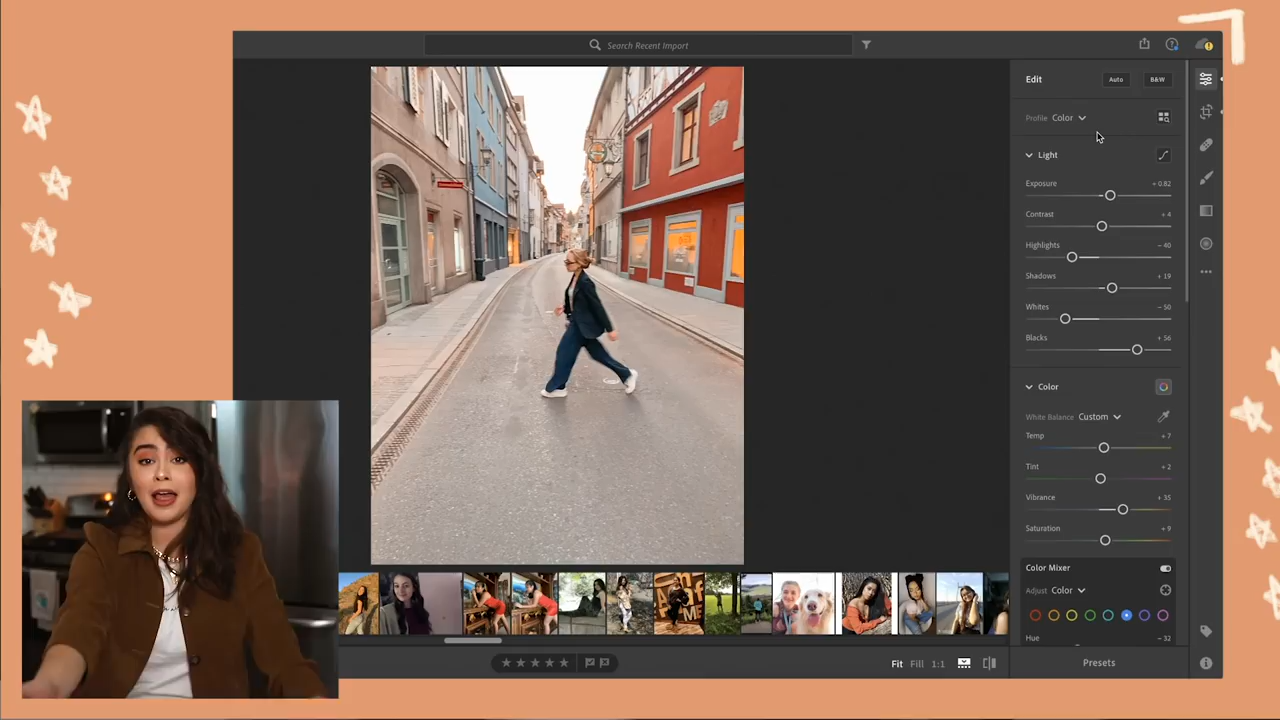 Search Recent Import
Edit
Auto
B&W
Profile Color
Light
Exposure + 0.82
Contrast + 4
Highlights − 40
Shadows + 19
Whites − 50
Blacks + 56
Color
White Balance Custom
Temp + 7
Tint + 2
Vibrance + 35
Saturation + 9
Color Mixer
Adjust Color
Hue − 32
Fit Fill 1:1
Presets